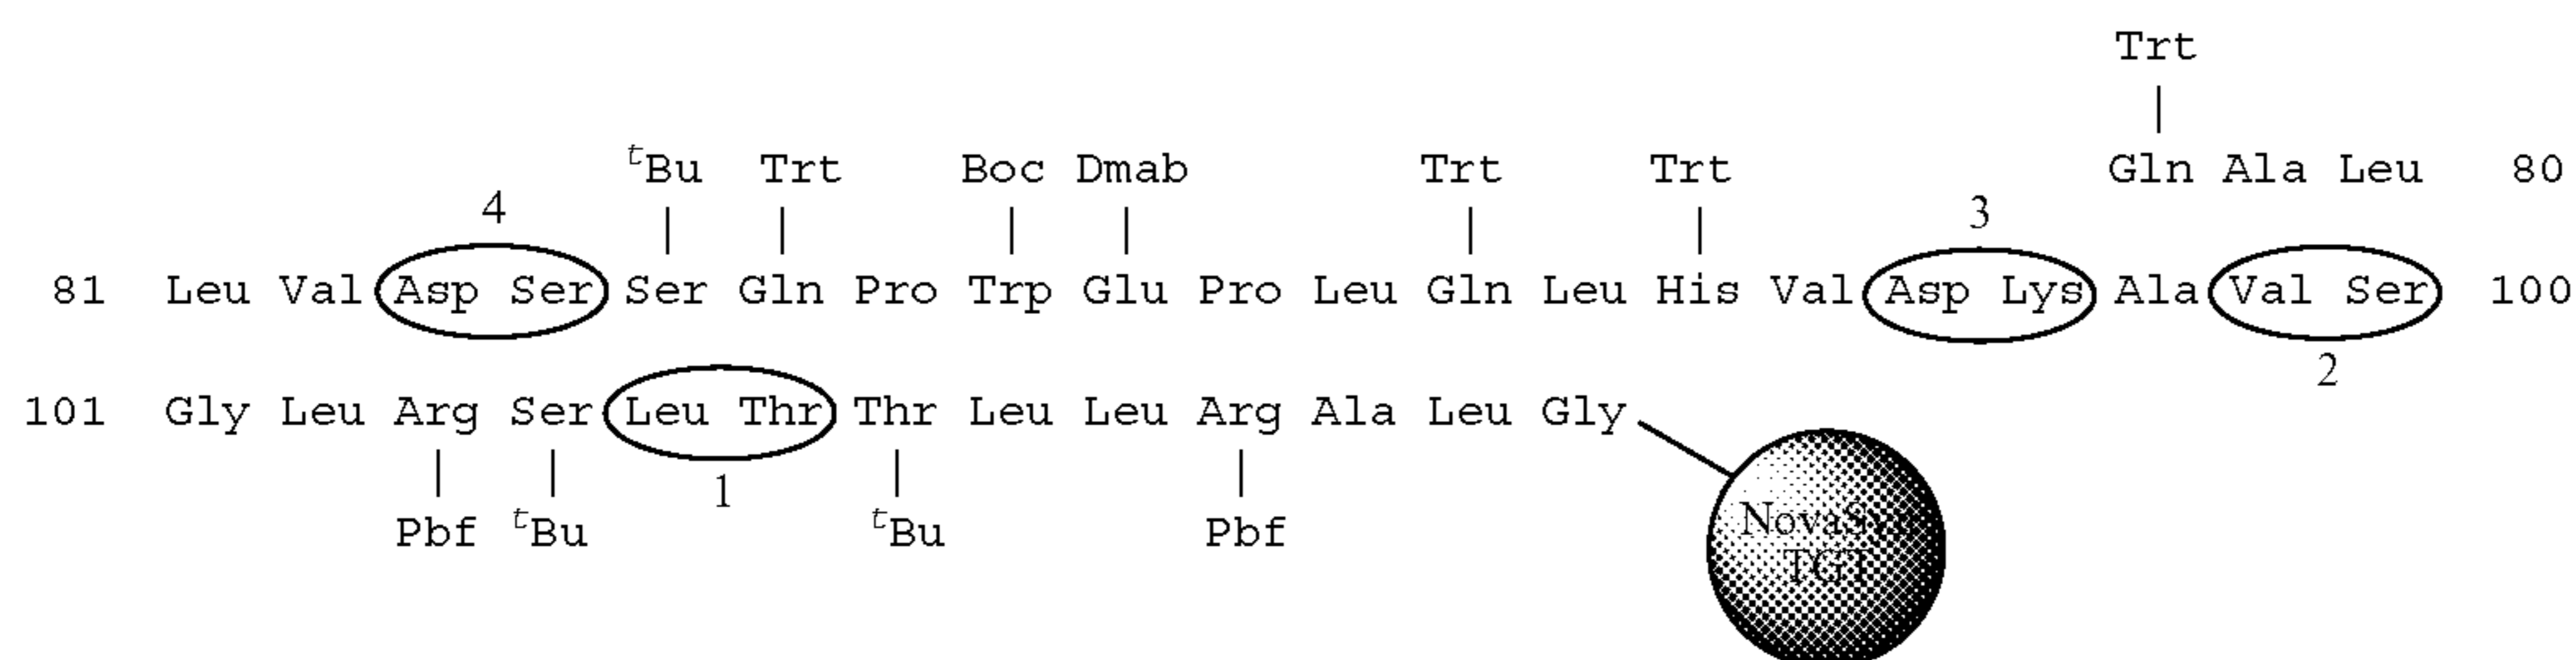 Trt
|
ᵗBu Trt Boc Dmab Trt Trt Gln Ala Leu 80
4 | | | | | | 3
81 Leu Val Asp Ser Ser Gln Pro Trp Glu Pro Leu Gln Leu His Val Asp Lys Ala Val Ser 100
2
101 Gly Leu Arg Ser Leu Thr Thr Leu Leu Arg Ala Leu Gly
| | 1 | |
Pbf ᵗBu ᵗBu Pbf
TGT